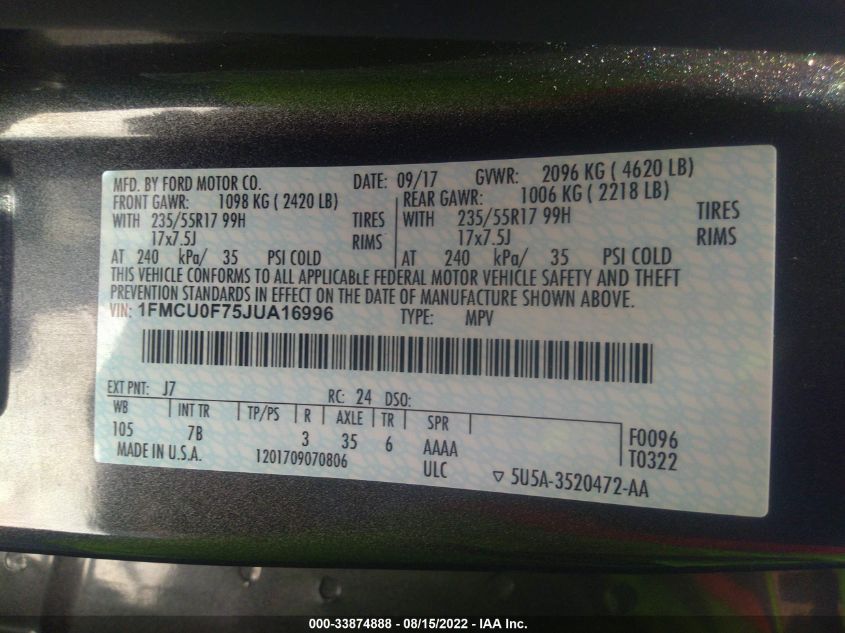 MFD. BY FORD MOTOR CO. DATE: 09/17 GVWR: 2096 KG ( 4620 LB)
FRONT GAWR: 1098 KG ( 2420 LB) REAR GAWR: 1006 KG ( 2218 LB)
WITH 235/55R17 99H TIRES WITH 235/55R17 99H TIRES
17x7.5J RIMS 17x7.5J RIMS
AT 240 kPa/ 35 PSI COLD AT 240 kPa/ 35 PSI COLD
THIS VEHICLE CONFORMS TO ALL APPLICABLE FEDERAL MOTOR VEHICLE SAFETY AND THEFT
PREVENTION STANDARDS IN EFFECT ON THE DATE OF MANUFACTURE SHOWN ABOVE.
VIN: 1FMCU0F75JUA16996 TYPE: MPV
EXT PNT: J7 RC: 24 DSO:
WB INT TR TP/PS R AXLE TR SPR
105 7B 3 35 6 AAAA F0096
MADE IN U.S.A. 1201709070806 ULC T0322
5U5A-3520472-AA
000-33874888 - 08/15/2022 - IAA Inc.